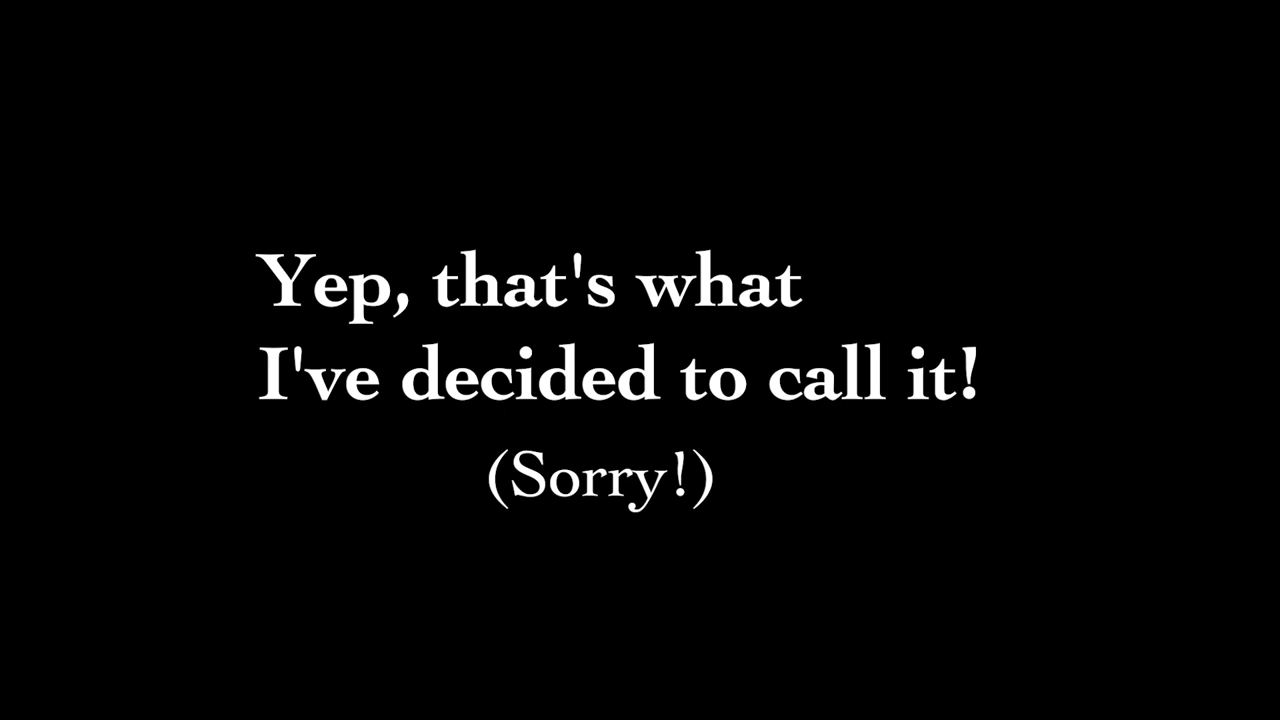 Yep, that's what
I've decided to call it!
(Sorry!)